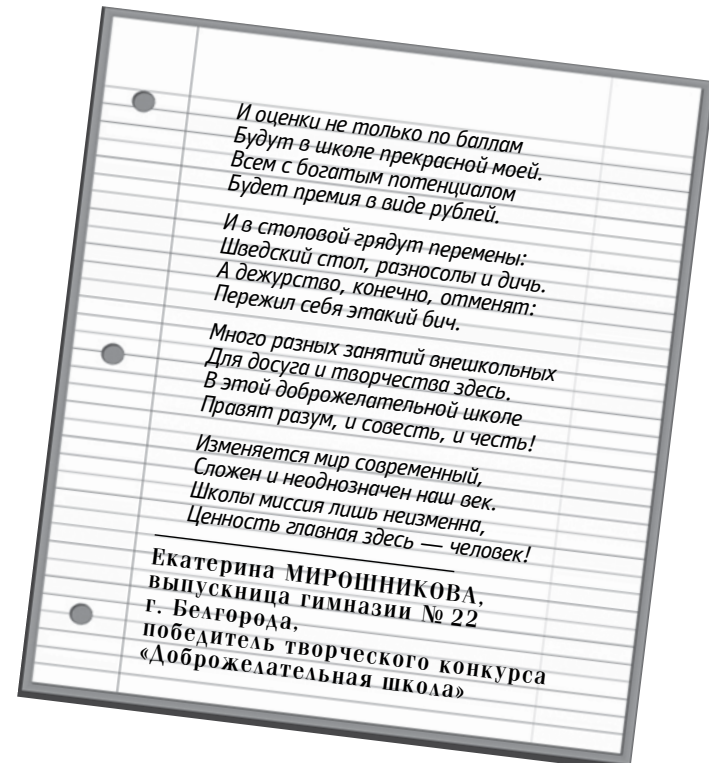 И оценки не только по баллам
Будут в школе прекрасной моей.
Всем с богатым потенциалом
Будет премия в виде рублей.
И в столовой грядут перемены:
Шведский стол, разносолы и дичь.
А дежурство, конечно, отменят:
Пережил себя этакий бич.
Много разных занятий внешкольных
Для досуга и творчества здесь.
В этой доброжелательной школе
Правят разум, и совесть, и честь!
Изменяется мир современный,
Сложен и неоднозначен наш век.
Школы миссия лишь неизменна,
Ценность главная здесь — человек!
Екатерина МИРОШНИКОВА,
выпускница гимназии № 22
г. Белгорода,
победитель творческого конкурса
«Доброжелательная школа»